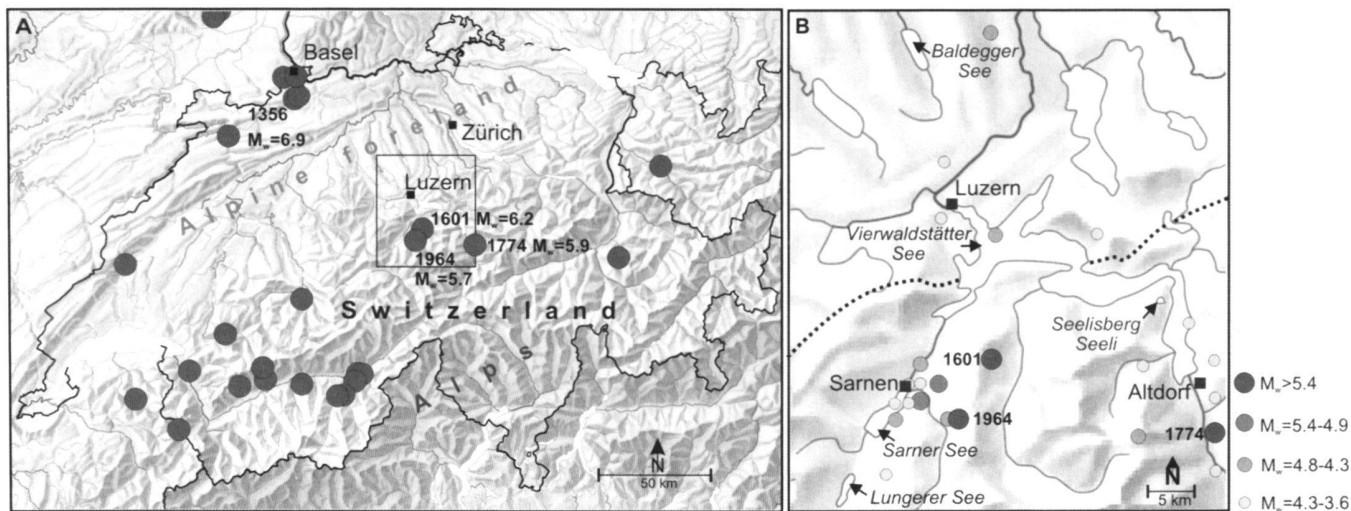 A
Basel
1356
Mw=6.9
Zürich
Alpine foreland
Luzern
1601 Mw=6.2
1774 Mw=5.9
1964
Mw=5.7
Switzerland
Alps
N
50 km
B
Baldegger
See
Luzern
Vierwaldstätter
See
Seelisberg
Seeli
1601
Sarnen
Altdorf
1964
1774
Sarner See
Lungerer See
N
5 km
Mw>5.4
Mw=5.4-4.9
Mw=4.8-4.3
Mw=4.3-3.6